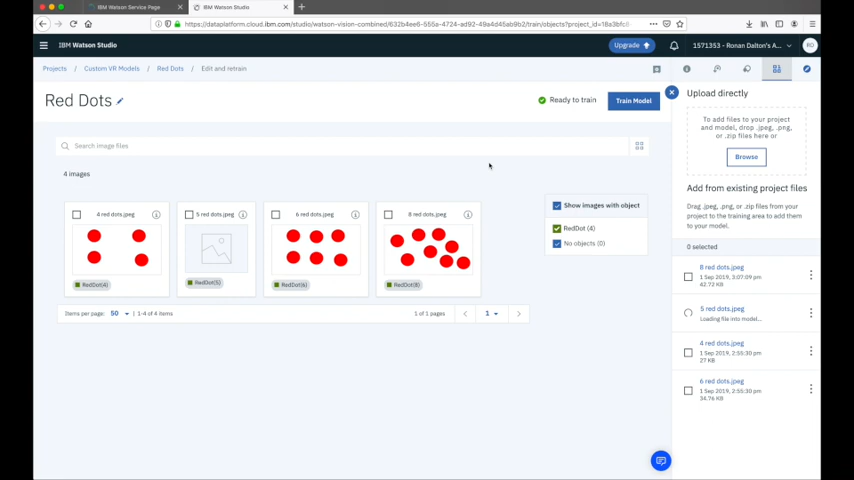 IBM Watson Service Page
IBM Watson Studio
https://dataplatform.cloud.ibm.com/studio/watson-vision-combined/632b4ee6-555a-4724-ad92-49a4d45ab9b2/train/objects?project_id=
IBM Watson Studio
Upgrade
1571353 - Ronan Dalton's A...
RD
Projects / Custom VR Models / Red Dots / Edit and retrain
Red Dots
Ready to train
Train Model
Search image files
4 images
4 red dots.jpeg
5 red dots.jpeg
6 red dots.jpeg
8 red dots.jpeg
RedDot(4)
RedDot(5)
RedDot(6)
RedDot(8)
Show images with object
RedDot (4)
No objects (0)
Items per page: 50 | 1-4 of 4 items
1 of 1 pages
1
Upload directly
To add files to your project
and model, drop .jpeg, .png,
or .zip files here or
Browse
Add from existing project files
Drag .jpeg, .png, or .zip files from your
project to the training area to add them
to your model.
0 selected
8 red dots.jpeg
1 Sep 2019, 3:07:09 pm
42.72 KB
5 red dots.jpeg
Loading file into model...
4 red dots.jpeg
1 Sep 2019, 2:55:30 pm
27 KB
6 red dots.jpeg
1 Sep 2019, 2:55:30 pm
34.76 KB